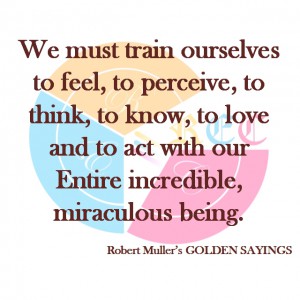 We must train ourselves
to feel, to perceive, to
think, to know, to love
and to act with our
Entire incredible,
miraculous being.
Robert Muller's GOLDEN SAYINGS